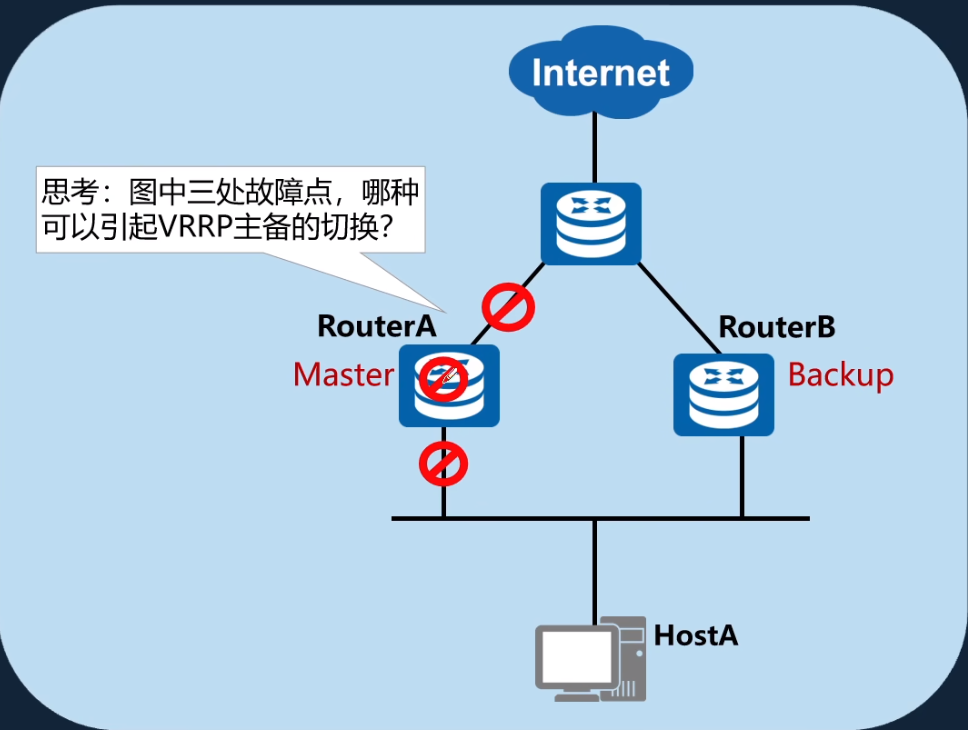 Internet
思考：图中三处故障点，哪种
可以引起VRRP主备的切换？
RouterA
Master
RouterB
Backup
HostA